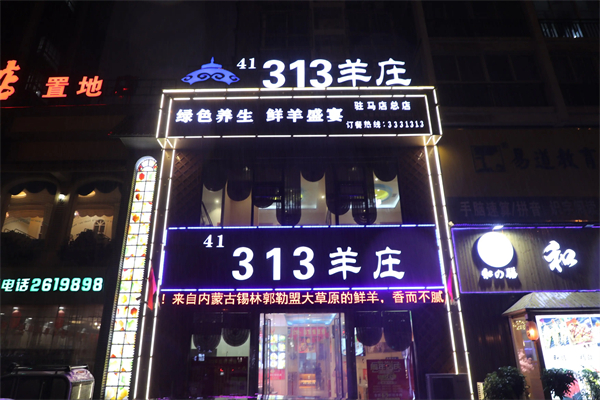 41 313羊庄
置地
绿色养生 鲜羊盛宴
驻马店总店
订餐热线:3331313
41 313羊庄
电话2619898
！来自内蒙古锡林郭勒盟大草原的鲜羊，香而不腻
和